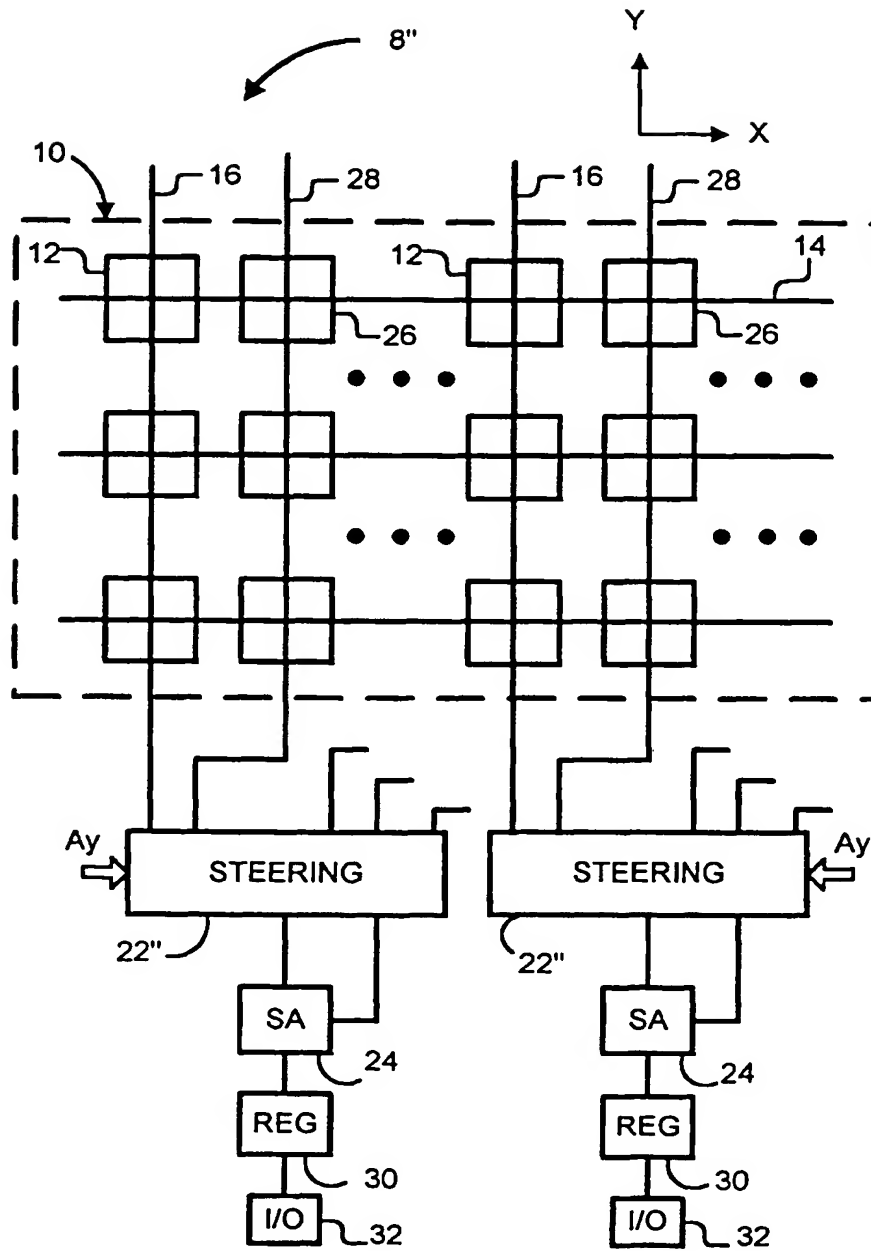 8"
Y
X
10
16
28
16
28
12
12
14
26
26
Ay
STEERING
STEERING
Ay
22"
22"
SA
SA
24
24
REG
REG
30
30
I/O
32
I/O
32